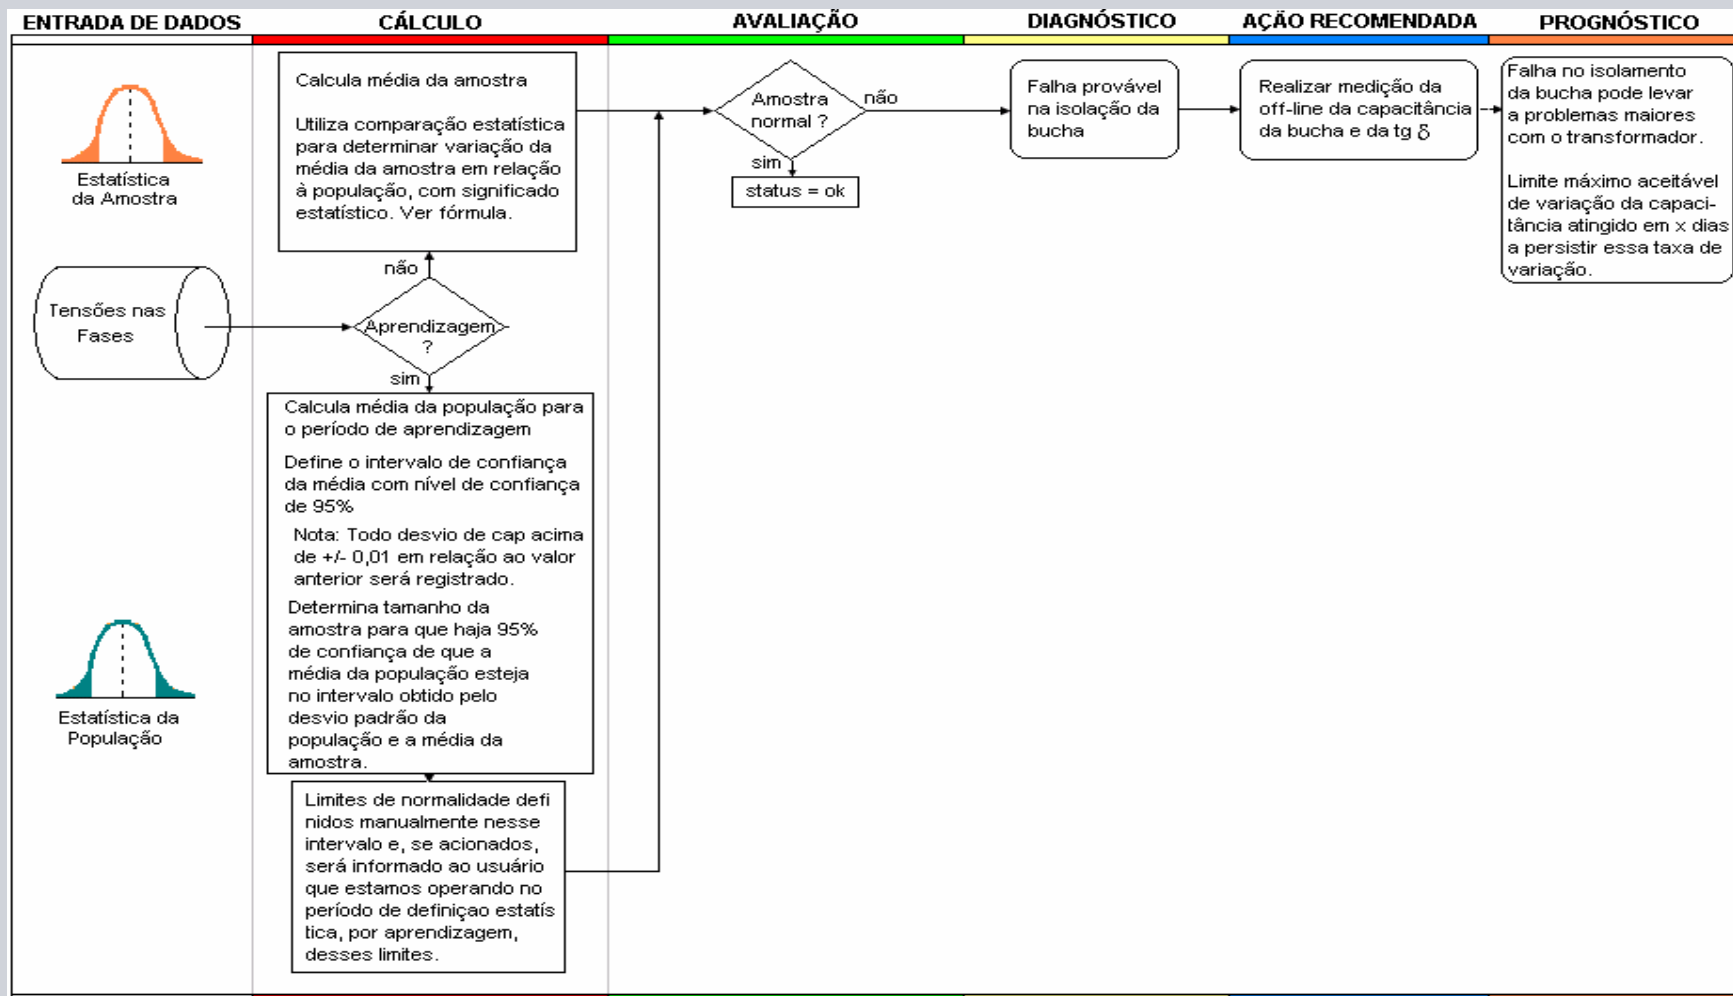 ENTRADA DE DADOS
CÁLCULO
AVALIAÇÃO
DIAGNÓSTICO
AÇÃO RECOMENDADA
PROGNÓSTICO
Estatística
da Amostra
Tensões nas
Fases
Estatística da
População
Calcula média da amostra
Utiliza comparação estatística
para determinar variação da
média da amostra em relação
à população, com significado
estatístico. Ver fórmula.
não
Aprendizagem
?
sim
Calcula média da população para
o período de aprendizagem
Define o intervalo de confiança
da média com nível de confiança
de 95%
Nota: Todo desvio de cap acima
de +/- 0,01 em relação ao valor
anterior será registrado.
Determina tamanho da
amostra para que haja 95%
de confiança de que a
média da população esteja
no intervalo obtido pelo
desvio padrão da
população e a média da
amostra.
Limites de normalidade defi
nidos manualmente nesse
intervalo e, se acionados,
será informado ao usuário
que estamos operando no
período de definiçao estatís
tica, por aprendizagem,
desses limites.
Amostra
normal ?
não
sim
status = ok
Falha provável
na isolação da
bucha
Realizar medição da
off-line da capacitância
da bucha e da tg δ
Falha no isolamento
da bucha pode levar
a problemas maiores
com o transformador.
Limite máximo aceitável
de variação da capaci-
tância atingido em x dias
a persistir essa taxa de
variação.